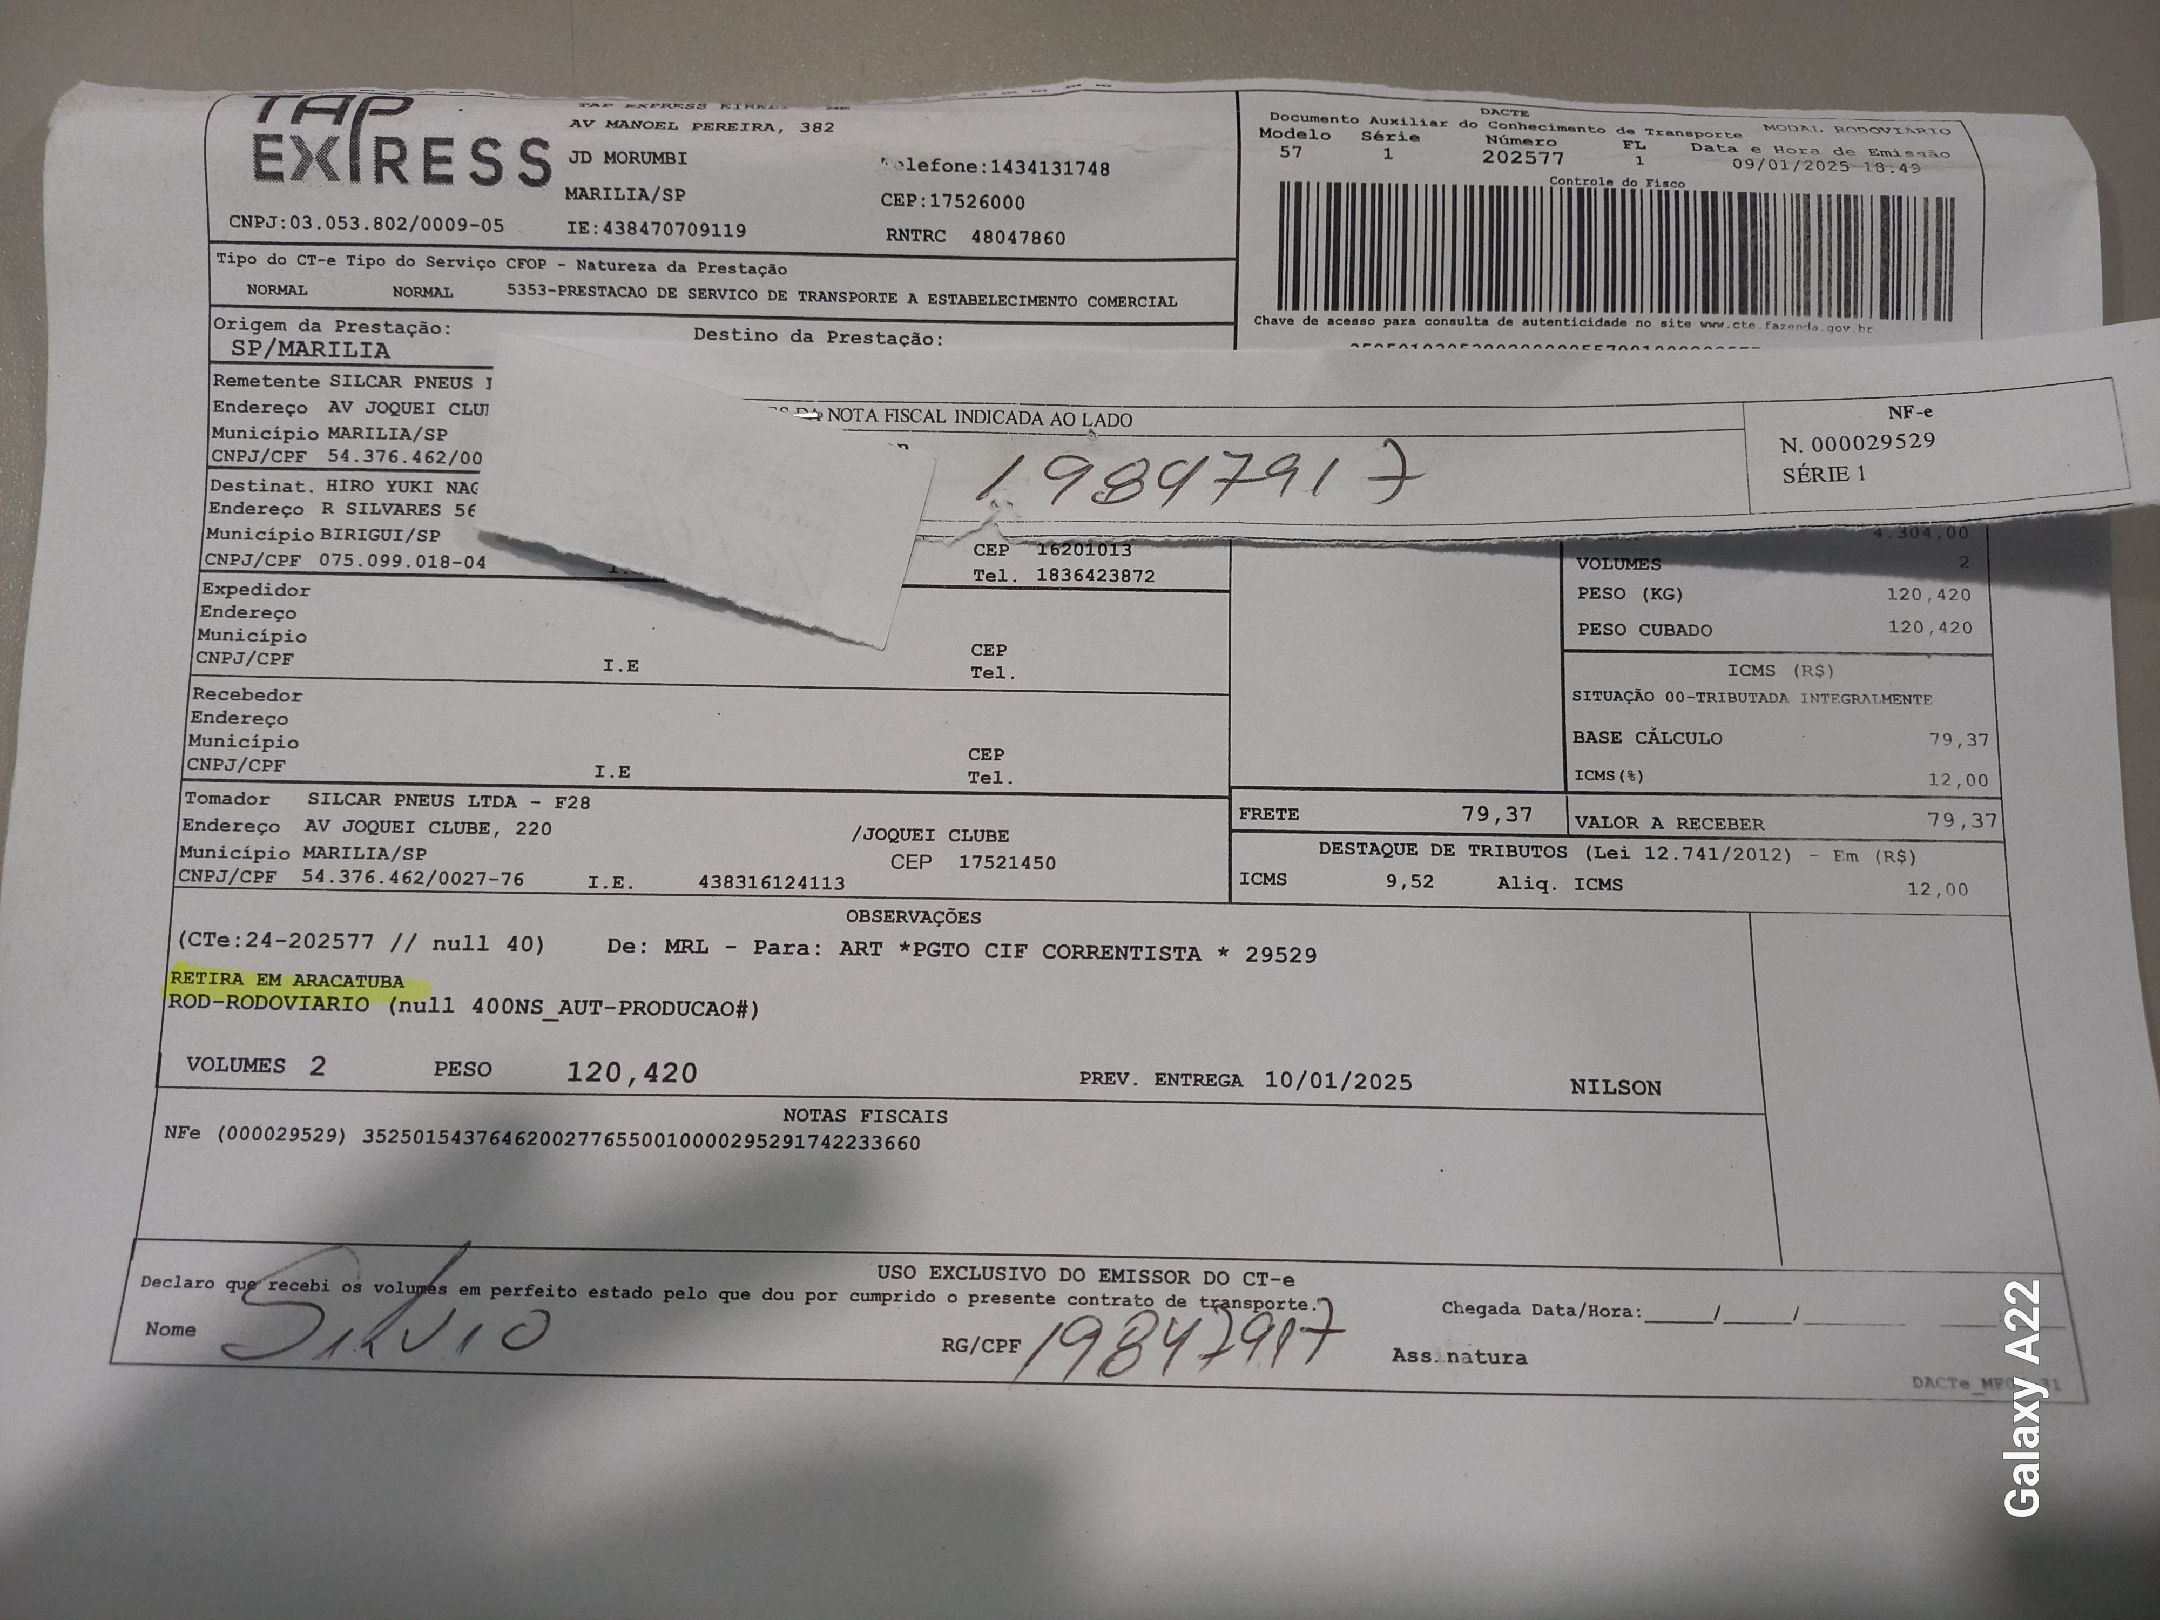 TAP EXPRESS
TAP EXPRESS
AV MANOEL PEREIRA, 382
JD MORUMBI
MARILIA/SP
CNPJ:03.053.802/0009-05
IE:438470709119
Telefone:1434131748
CEP:17526000
RNTRC 48047860
DACTE
Documento Auxiliar do Conhecimento de Transporte MODAL RODOVIARIO
Modelo Série Número FL Data e Hora de Emissão
57 1 202577 1 09/01/2025 18:49
Controle do Fisco
Chave de acesso para consulta de autenticidade no site www.cte.fazenda.gov.br
Tipo do CT-e Tipo do Serviço CFOP - Natureza da Prestação
NORMAL NORMAL 5353-PRESTACAO DE SERVICO DE TRANSPORTE A ESTABELECIMENTO COMERCIAL
Origem da Prestação: Destino da Prestação:
SP/MARILIA
Remetente SILCAR PNEUS
Endereço AV JOQUEI
Município MARILIA/SP
CNPJ/CPF 54.376.462/00
NOTA FISCAL INDICADA AO LADO
19847917
NF-e
N. 000029529
SÉRIE 1
Destinat. HIRO YUKI
Endereço R SILVARES 56
Município BIRIGUI/SP
CNPJ/CPF 075.099.018-04
CEP 16201013
Tel. 1836423872
4.304,00
VOLUMES 2
PESO (KG) 120,420
PESO CUBADO 120,420
Expedidor
Endereço
Município CEP
CNPJ/CPF I.E Tel.
ICMS (R$)
SITUAÇÃO 00-TRIBUTADA INTEGRALMENTE
BASE CÁLCULO 79,37
ICMS(%) 12,00
Recebedor
Endereço
Município CEP
CNPJ/CPF I.E Tel.
Tomador SILCAR PNEUS LTDA - F28
Endereço AV JOQUEI CLUBE, 220 /JOQUEI CLUBE
Município MARILIA/SP CEP 17521450
CNPJ/CPF 54.376.462/0027-76 I.E. 438316124113
FRETE 79,37 VALOR A RECEBER 79,37
DESTAQUE DE TRIBUTOS (Lei 12.741/2012) - Em (R$)
ICMS 9,52 Aliq. ICMS 12,00
OBSERVAÇÕES
(CTe:24-202577 // null 40) De: MRL - Para: ART *PGTO CIF CORRENTISTA * 29529
RETIRA EM ARACATUBA
ROD-RODOVIARIO (null 400NS_AUT-PRODUCAO#)
VOLUMES 2 PESO 120,420 PREV. ENTREGA 10/01/2025 NILSON
NOTAS FISCAIS
NFe (000029529) 35250154376462002776550010000295291742233660
USO EXCLUSIVO DO EMISSOR DO CT-e
Declaro que recebi os volumes em perfeito estado pelo que dou por cumprido o presente contrato de transporte.
Chegada Data/Hora:____/____/
Nome Silvio RG/CPF 19847917 Assinatura
Galaxy A22